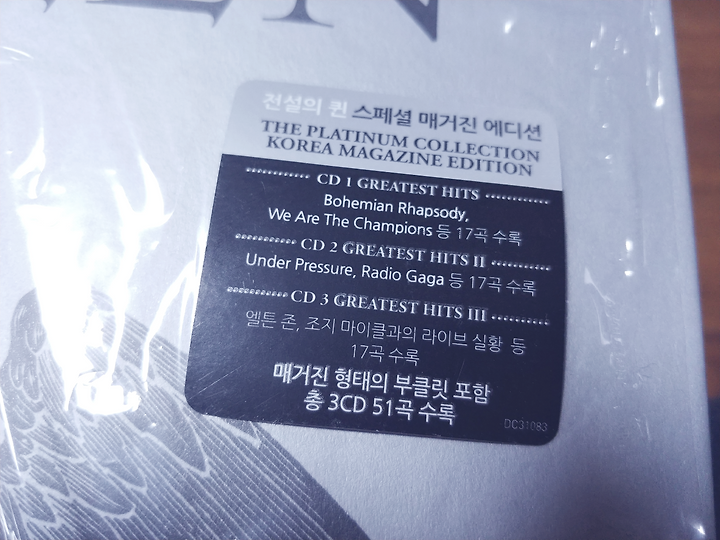 EN
전설의 퀸 스페셜 매거진 에디션
THE PLATINUM COLLECTION
KOREA MAGAZINE EDITION
CD 1 GREATEST HITS
Bohemian Rhapsody,
We Are The Champions 등 17곡 수록
CD 2 GREATEST HITS II
Under Pressure, Radio Gaga 등 17곡 수록
CD 3 GREATEST HITS III
엘튼 존, 조지 마이클과의 라이브 실황 등
17곡 수록
매거진 형태의 부클릿 포함
총 3CD 51곡 수록
DC31083